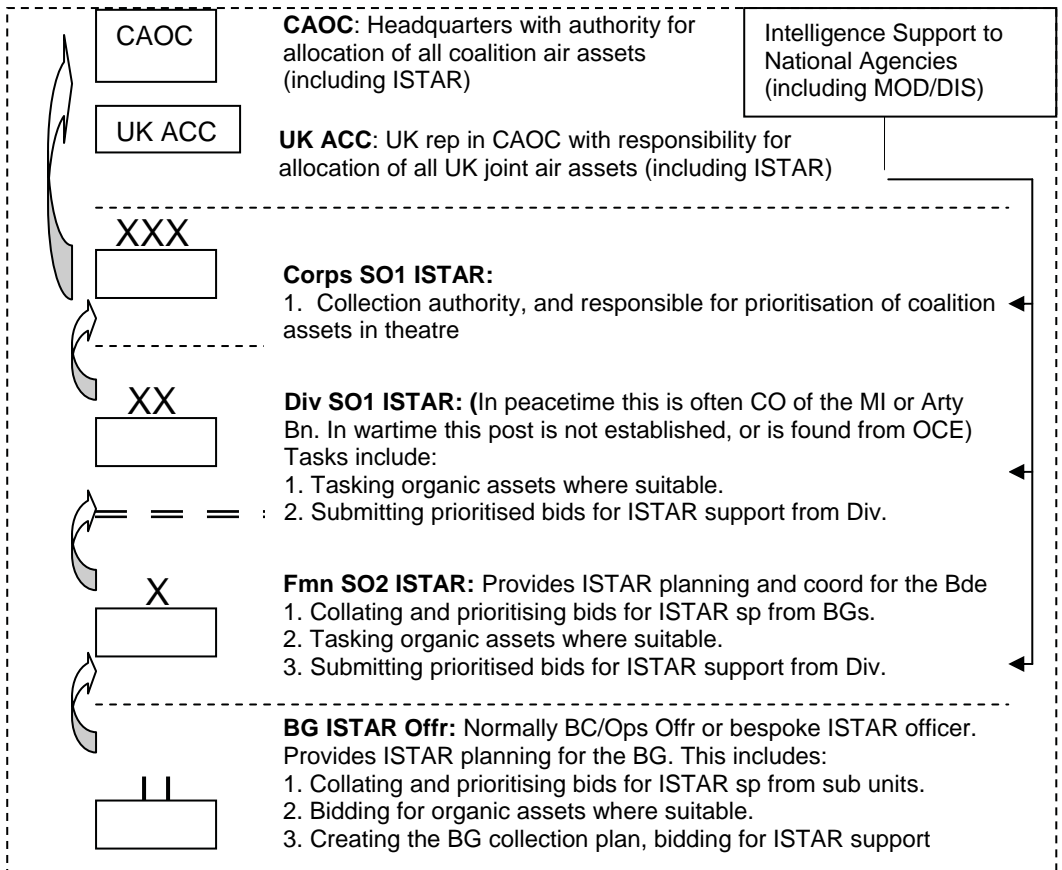 CAOC
CAOC: Headquarters with authority for
allocation of all coalition air assets
(including ISTAR)
Intelligence Support to
National Agencies
(including MOD/DIS)
UK ACC
UK ACC: UK rep in CAOC with responsibility for
allocation of all UK joint air assets (including ISTAR)
XXX
Corps SO1 ISTAR:
1. Collection authority, and responsible for prioritisation of coalition
assets in theatre
XX
Div SO1 ISTAR: (In peacetime this is often CO of the MI or Arty
Bn. In wartime this post is not established, or is found from OCE)
Tasks include:
1. Tasking organic assets where suitable.
2. Submitting prioritised bids for ISTAR support from Div.
X
Fmn SO2 ISTAR: Provides ISTAR planning and coord for the Bde
1. Collating and prioritising bids for ISTAR sp from BGs.
2. Tasking organic assets where suitable.
3. Submitting prioritised bids for ISTAR support from Div.
I I
BG ISTAR Offr: Normally BC/Ops Offr or bespoke ISTAR officer.
Provides ISTAR planning for the BG. This includes:
1. Collating and prioritising bids for ISTAR sp from sub units.
2. Bidding for organic assets where suitable.
3. Creating the BG collection plan, bidding for ISTAR support